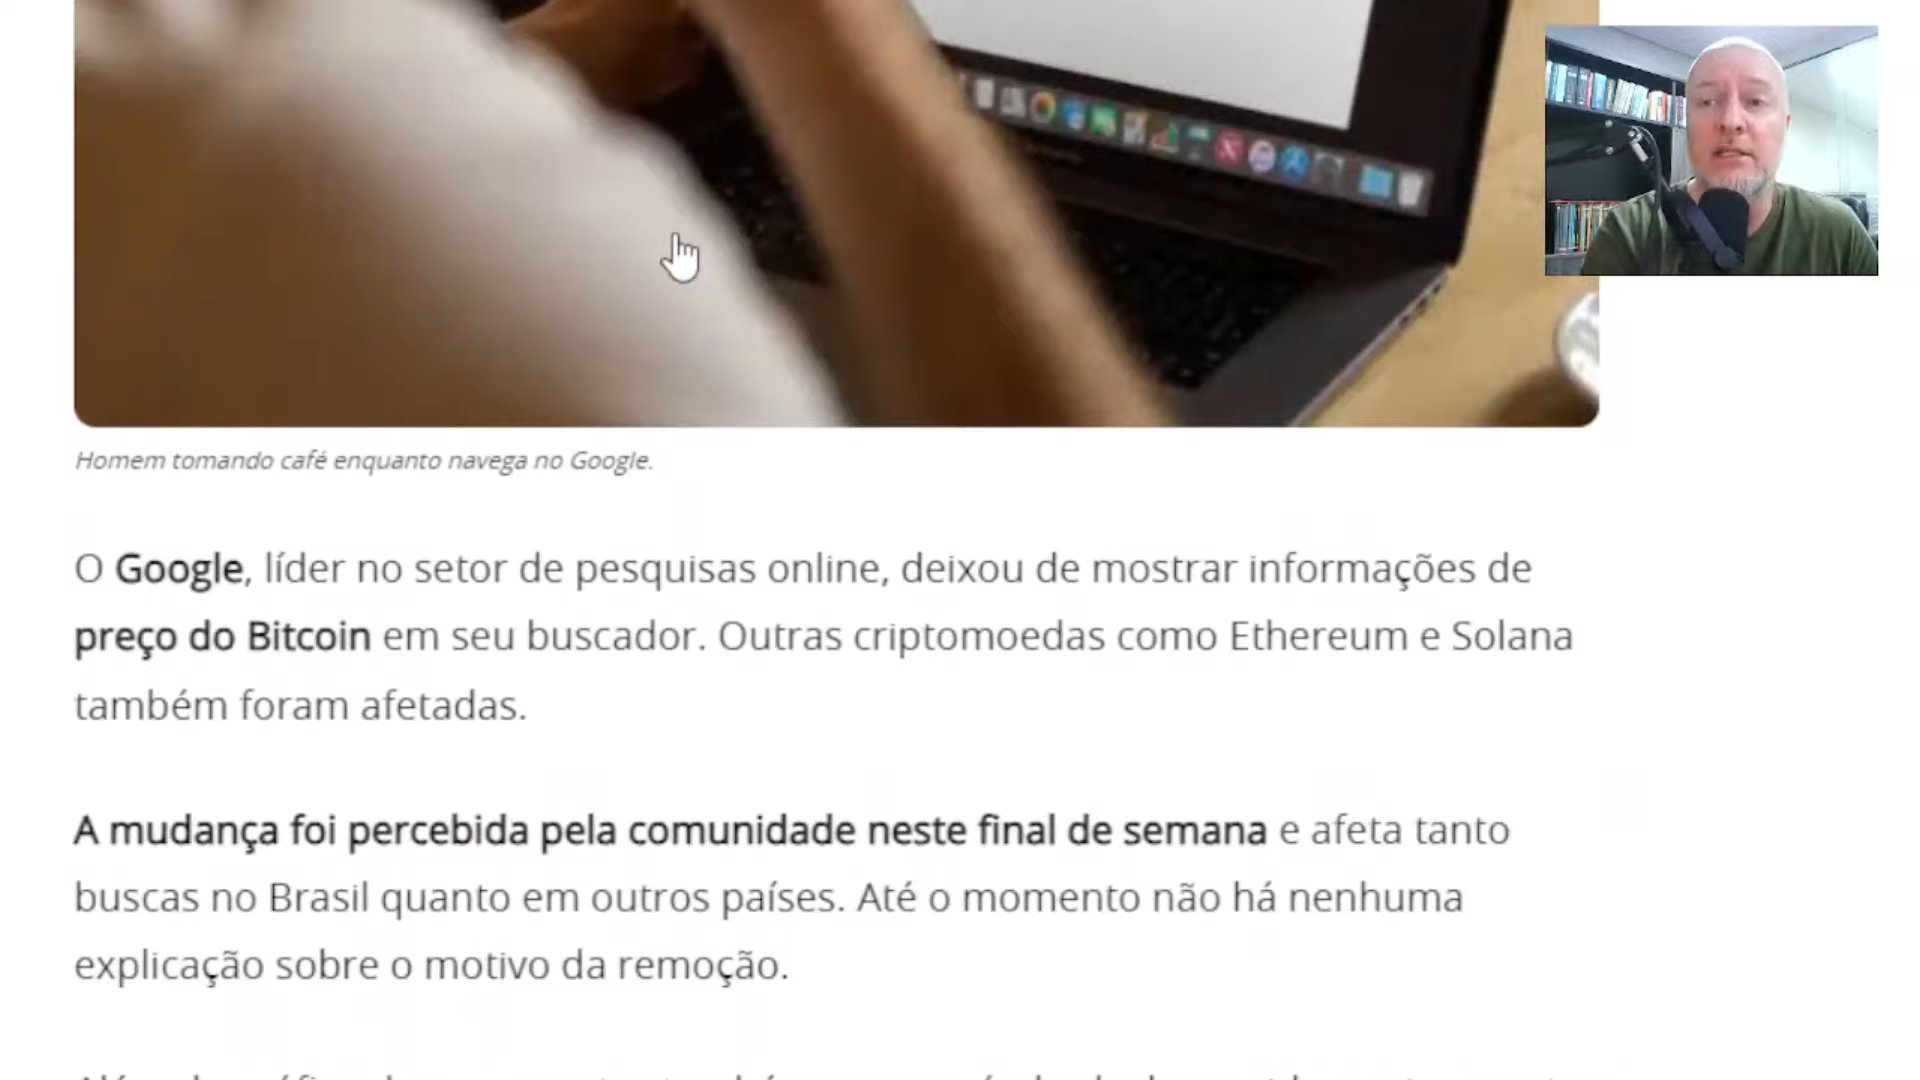 Homem tomando café enquanto navega no Google.
O Google, líder no setor de pesquisas online, deixou de mostrar informações de
preço do Bitcoin em seu buscador. Outras criptomoedas como Ethereum e Solana
também foram afetadas.
A mudança foi percebida pela comunidade neste final de semana e afeta tanto
buscas no Brasil quanto em outros países. Até o momento não há nenhuma
explicação sobre o motivo da remoção.